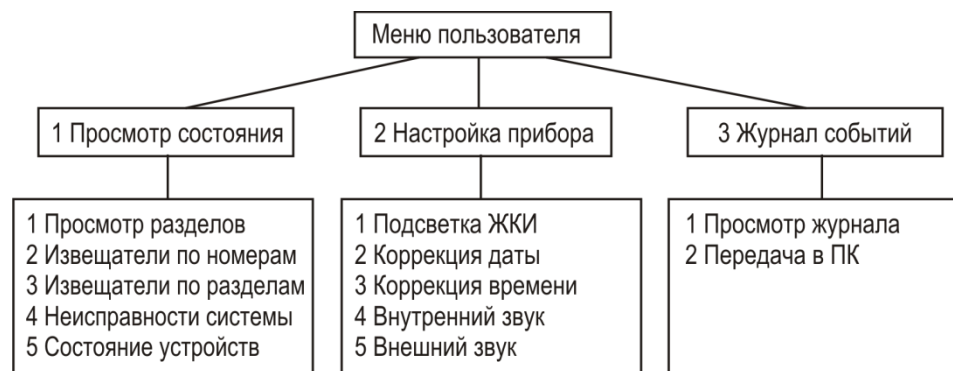 Меню пользователя
1 Просмотр состояния
2 Настройка прибора
3 Журнал событий
1 Просмотр разделов
2 Извещатели по номерам
3 Извещатели по разделам
4 Неисправности системы
5 Состояние устройств
1 Подсветка ЖКИ
2 Коррекция даты
3 Коррекция времени
4 Внутренний звук
5 Внешний звук
1 Просмотр журнала
2 Передача в ПК